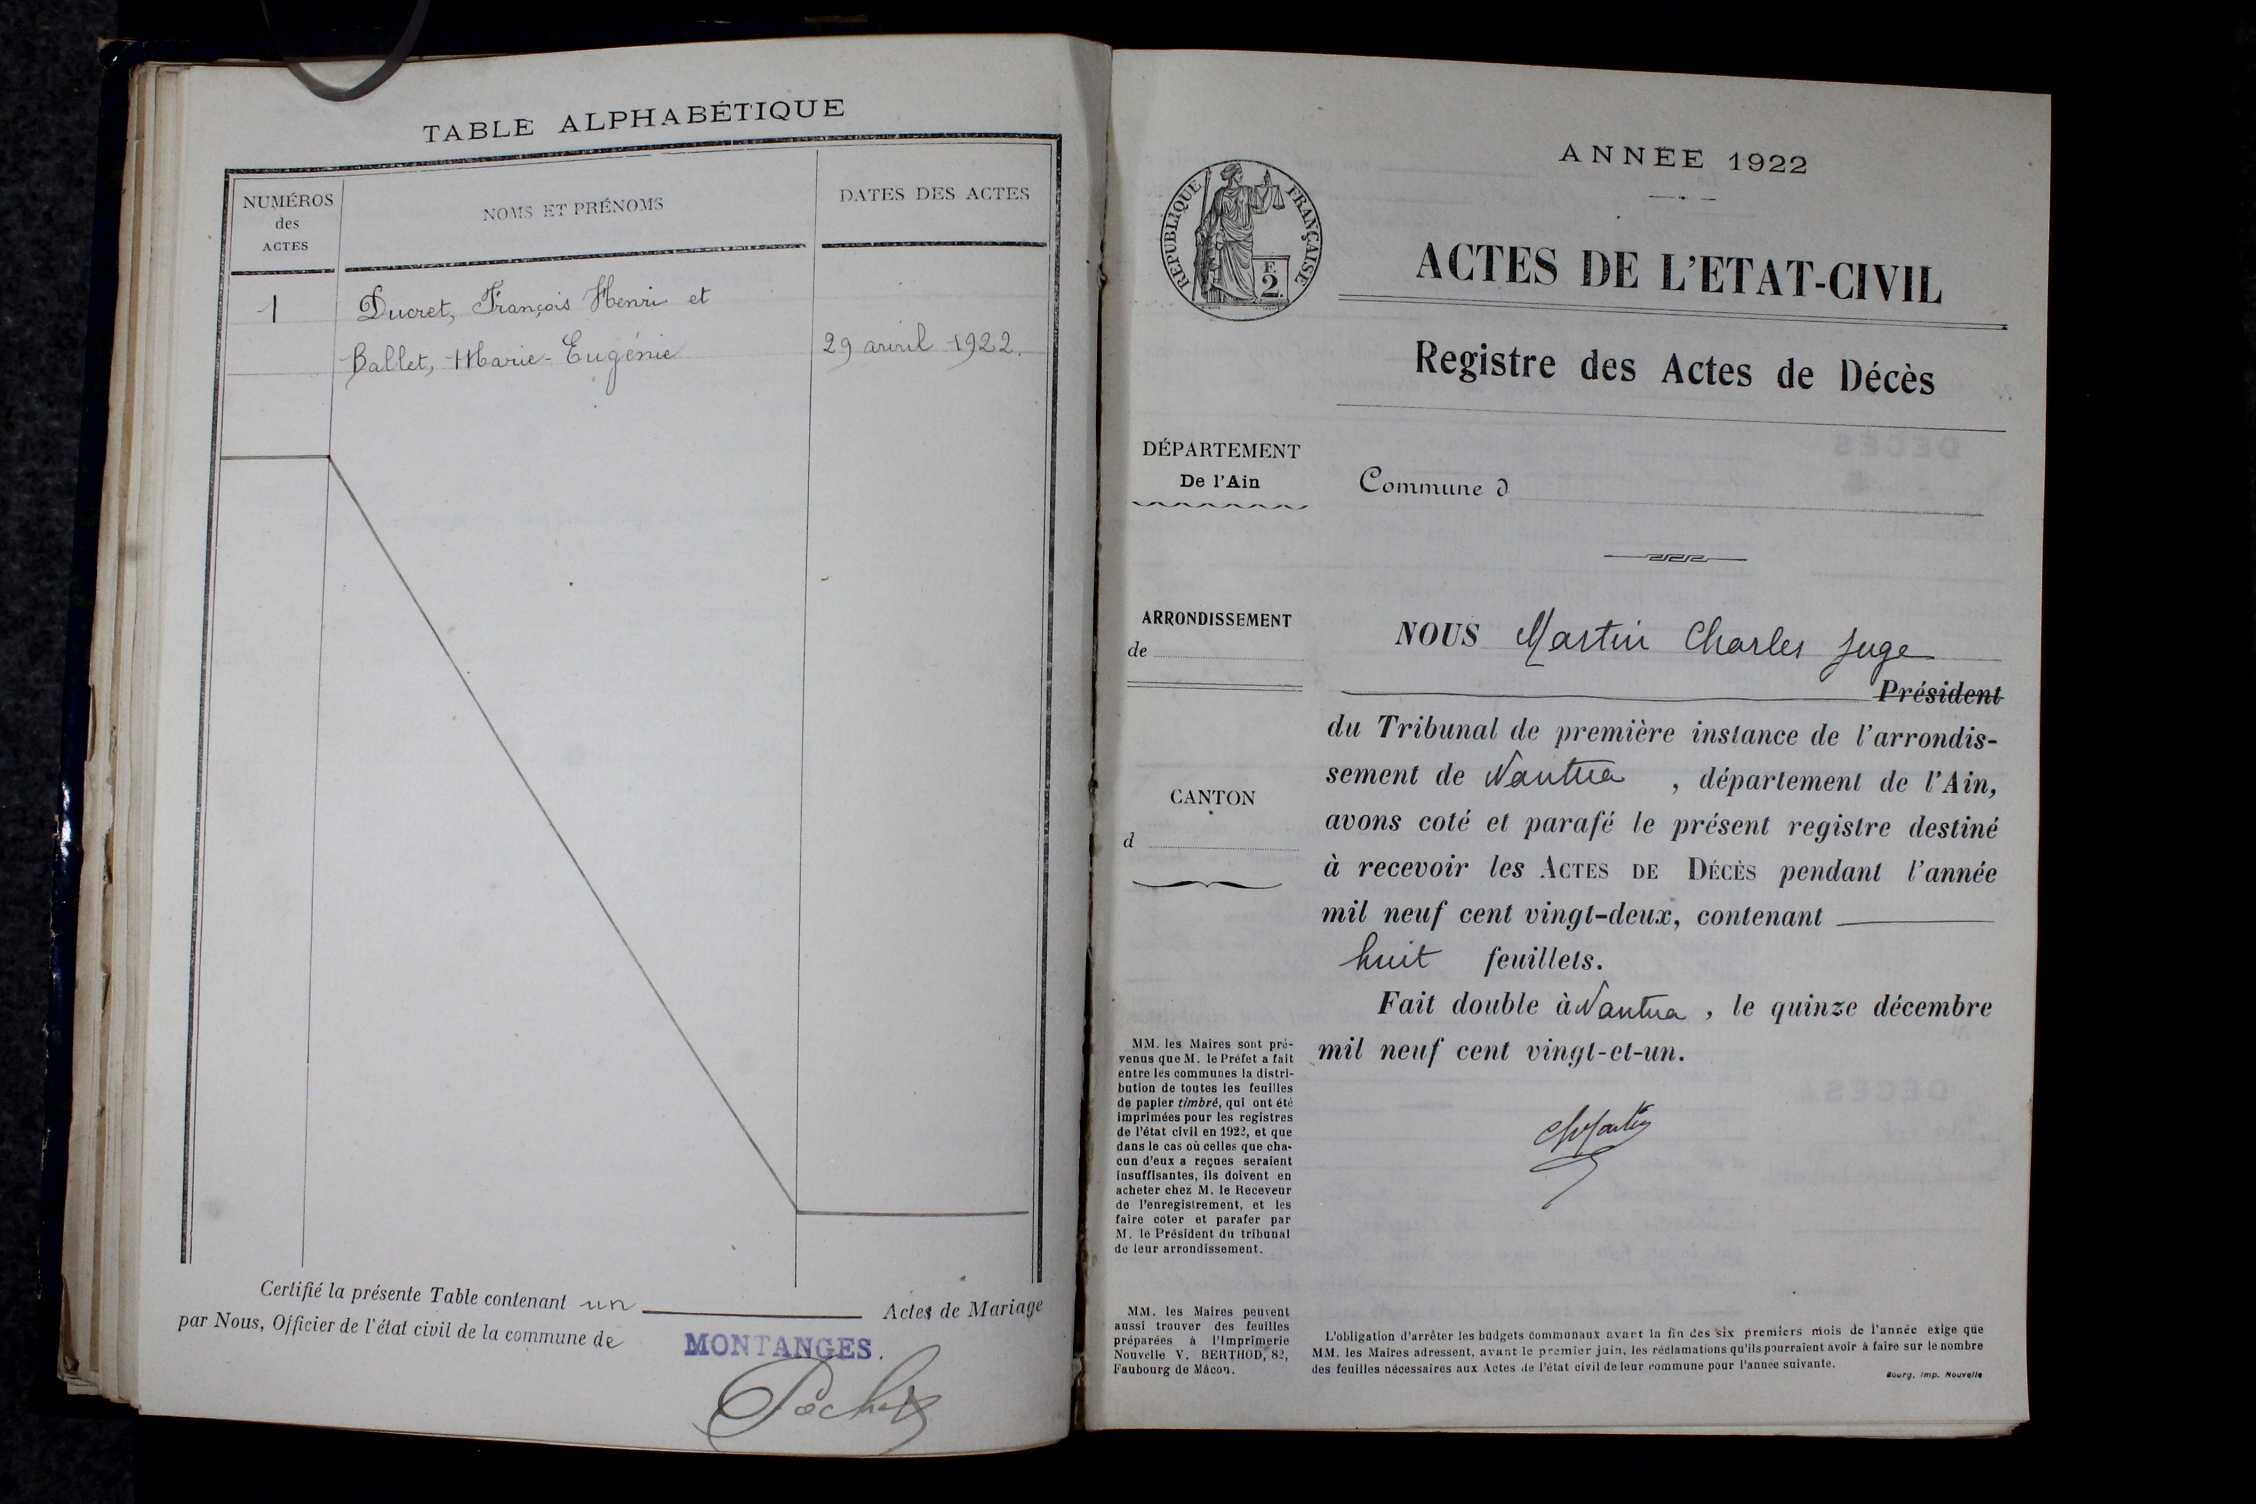 TABLE ALPHABÉTIQUE
NUMÉROS
des
ACTES
NOMS ET PRÉNOMS
DATES DES ACTES
1
Ducret, François Henri et
Ballet, Marie-Eugénie
29 avril 1922.
Certifié la présente Table contenant un Actes de Mariage
par Nous, Officier de l'état civil de la commune de
MONTANGES.
ANNÉE 1922
RÉPUBLIQUE FRANÇAISE
F.
2.
ACTES DE L'ETAT-CIVIL
Registre des Actes de Décès
DÉPARTEMENT
De l'Ain
Commune d
ARRONDISSEMENT
de
NOUS Martin Charles juge
Président
du Tribunal de première instance de l'arrondis-
sement de Nantua, département de l'Ain,
avons coté et parafé le présent registre destiné
à recevoir les ACTES DE DÉCÈS pendant l'année
mil neuf cent vingt-deux, contenant
huit feuillets.
Fait double à Nantua, le quinze décembre
mil neuf cent vingt-et-un.
CANTON
d
MM. les Maires sont pré-
venus que M. le Préfet a fait
entre les communes la distri-
bution de toutes les feuilles
de papier timbré, qui ont été
imprimées pour les registres
de l'état civil en 1922, et que
dans le cas où celles que cha-
cun d'eux a reçues seraient
insuffisantes, ils doivent en
acheter chez M. le Receveur
de l'enregistrement, et les
faire coter et parafer par
M. le Président du tribunal
de leur arrondissement.
MM. les Maires peuvent
aussi trouver des feuilles
préparées à l'Imprimerie
Nouvelle V. BERTHOD, 82,
Faubourg de Mâcon.
L'obligation d'arrêter les budgets communaux avant la fin des six premiers mois de l'année exige que
MM. les Maires adressent, avant le premier juin, les réclamations qu'ils pourraient avoir à faire sur le nombre
des feuilles nécessaires aux Actes de l'état civil de leur commune pour l'année suivante.
Bourg, Imp. Nouvelle